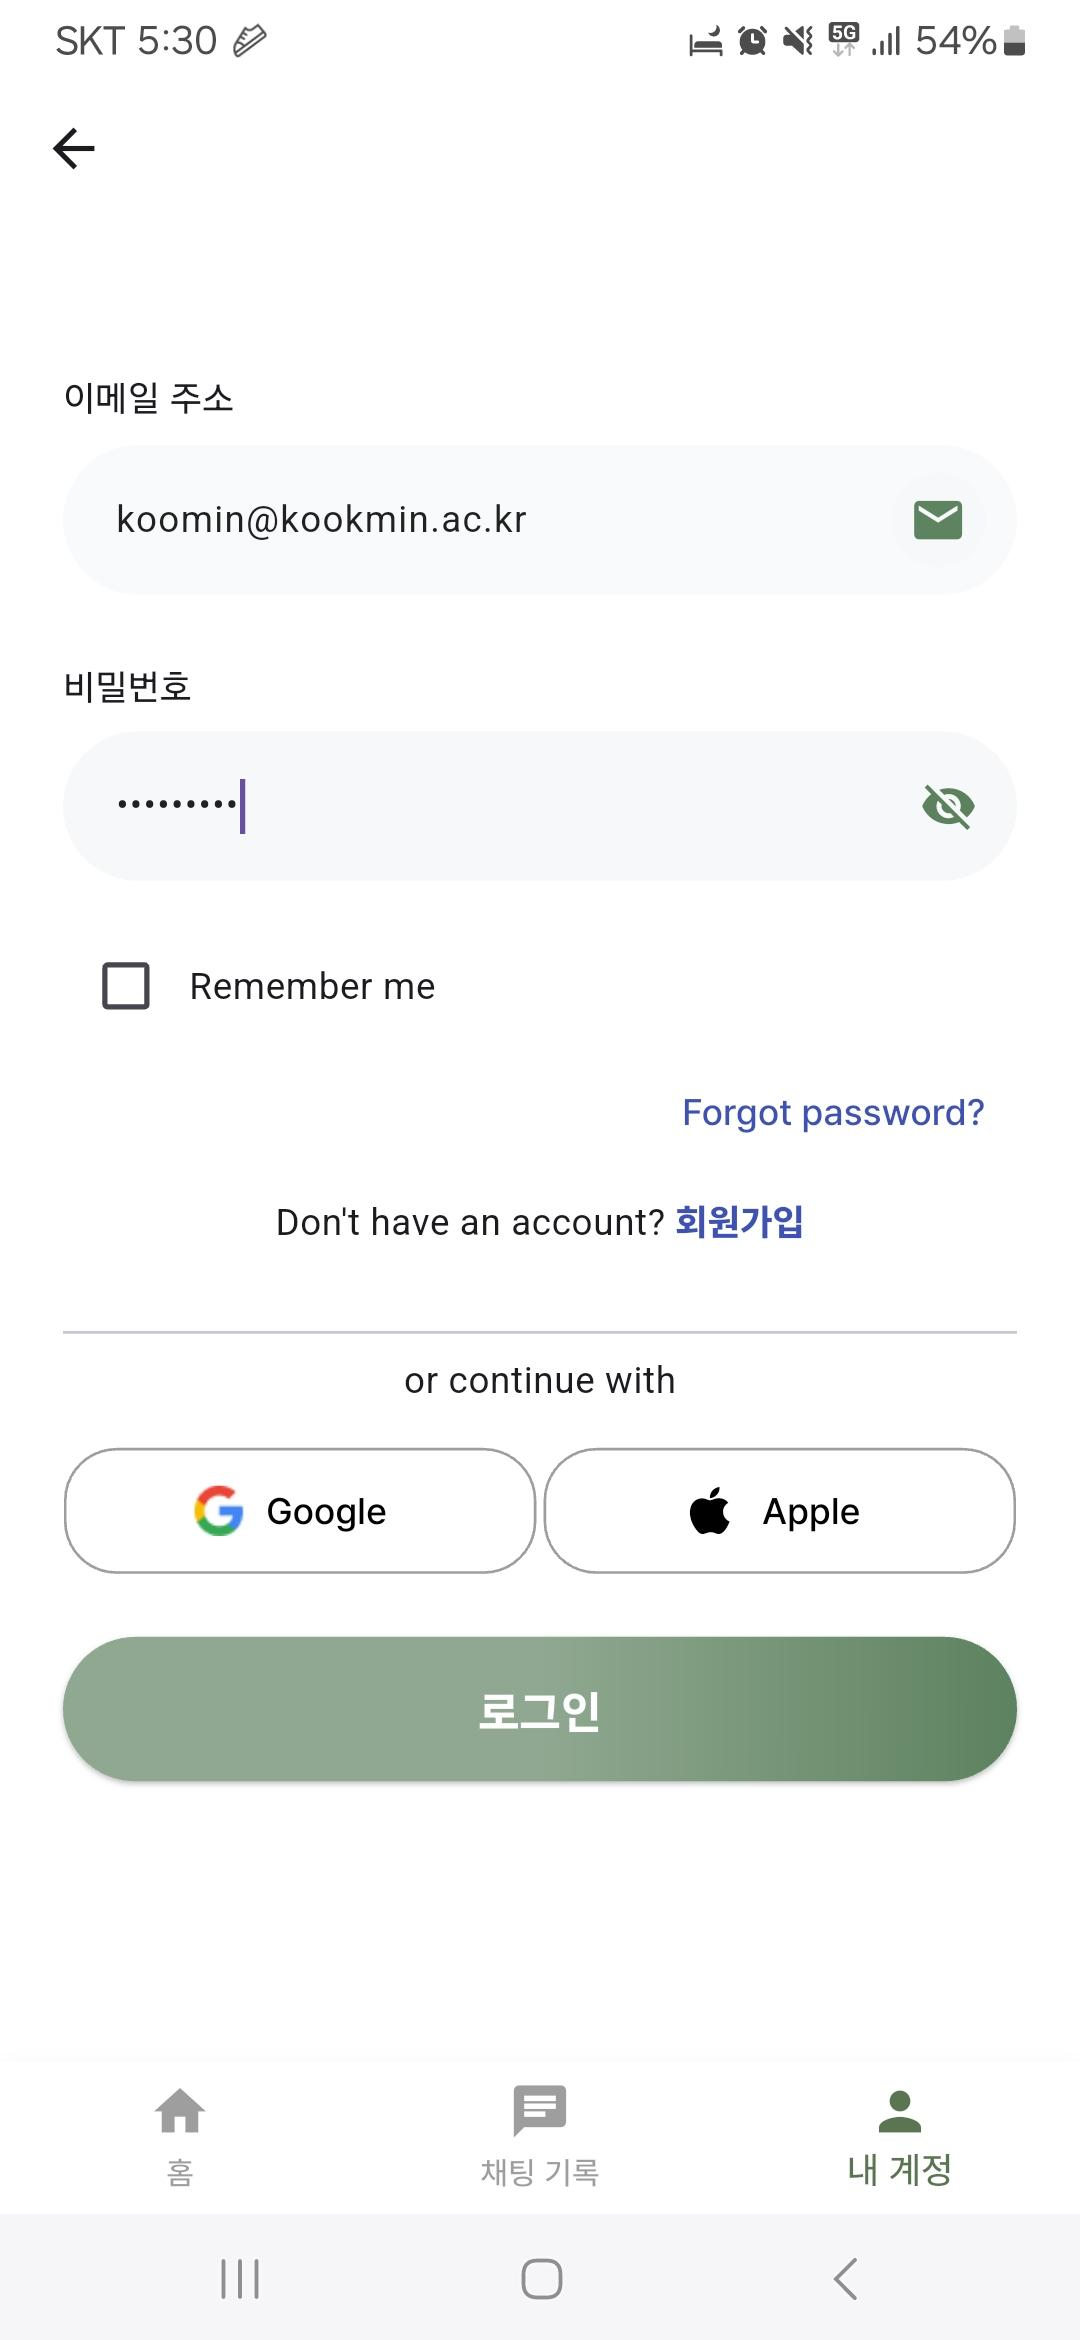 SKT 5:30
5G 54%
이메일 주소
koomin@kookmin.ac.kr
비밀번호
•••••••••
Remember me
Forgot password?
Don't have an account? 회원가입
or continue with
Google Apple
로그인
홈 채팅 기록 내 계정